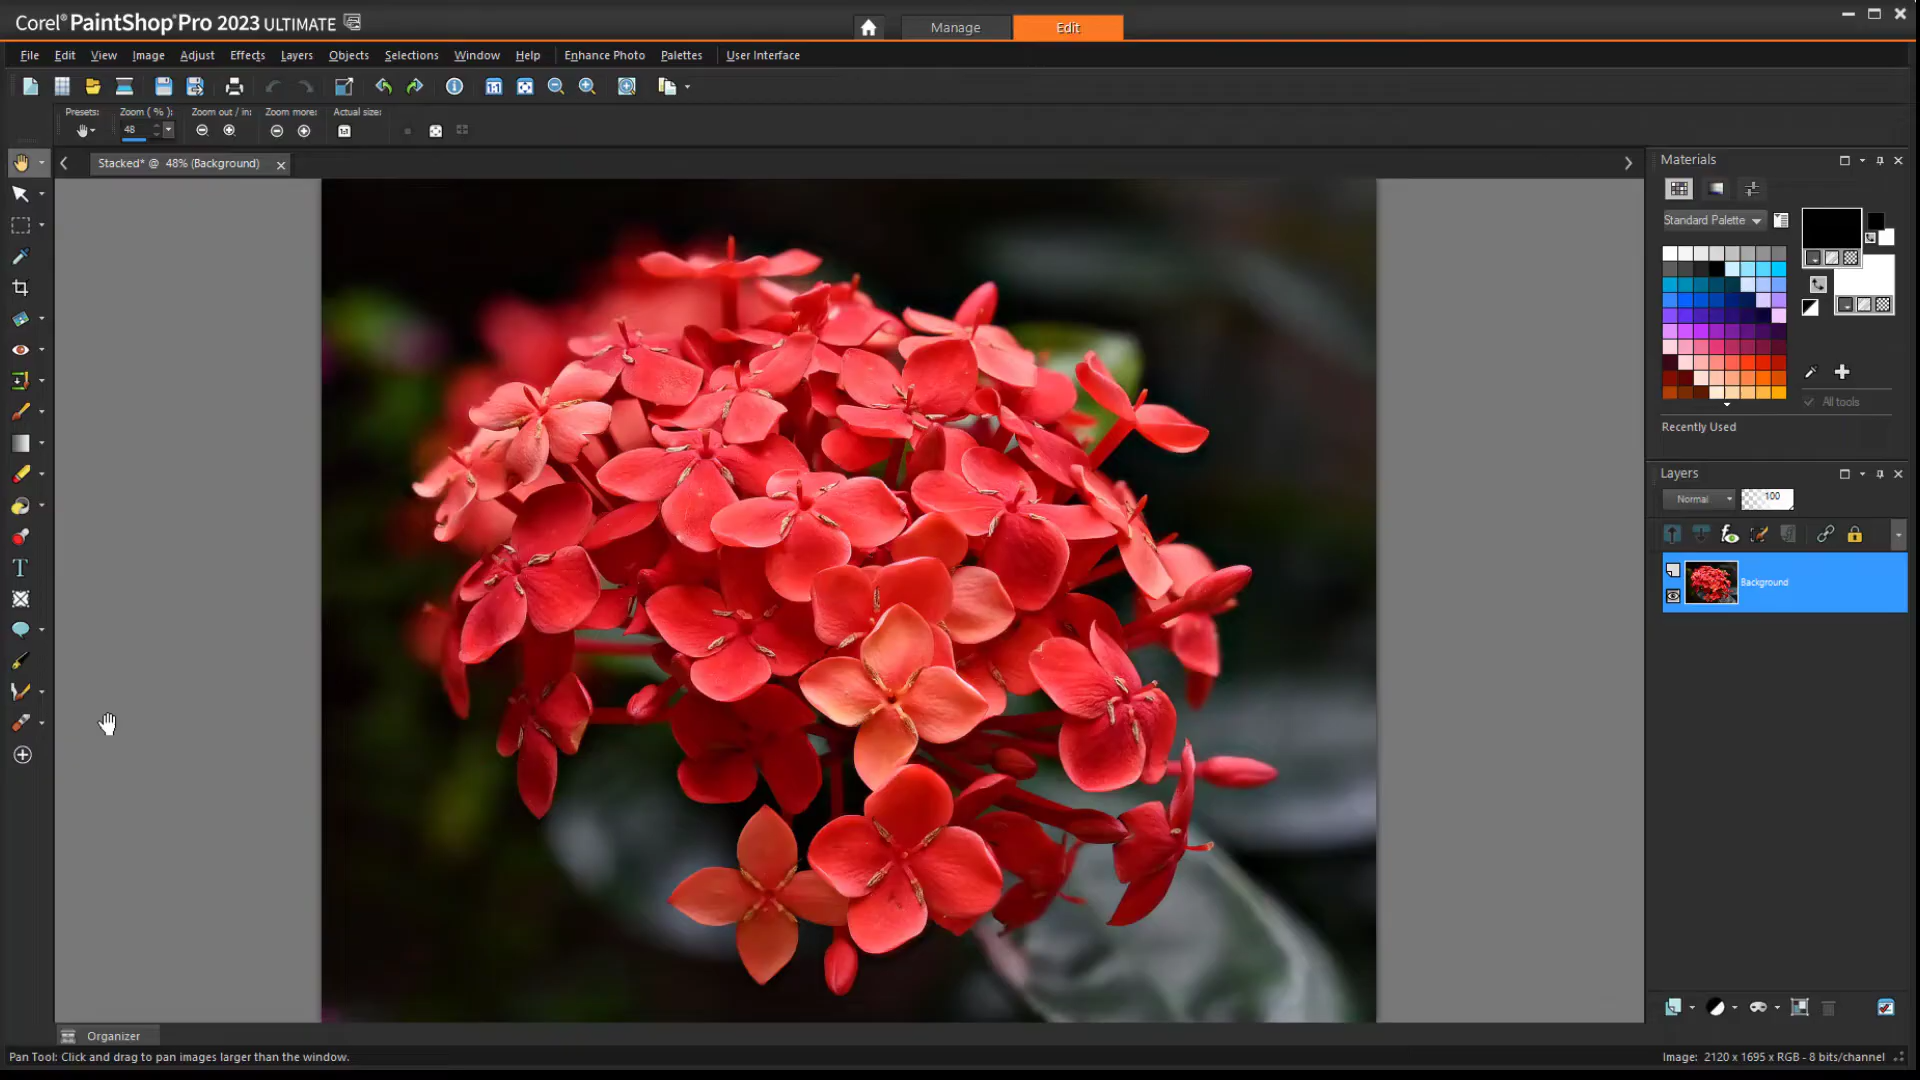 Corel® PaintShop® Pro 2023 ULTIMATE
Manage
Edit
File Edit View Image Adjust Effects Layers Objects Selections Window Help Enhance Photo Palettes User Interface
Presets: Zoom ( % ): Zoom out / in: Zoom more: Actual size:
48
Stacked* @ 48% (Background)
Materials
Standard Palette
All tools
Recently Used
Layers
Normal
100
Background
Organizer
Pan Tool: Click and drag to pan images larger than the window.
Image: 2120 x 1695 x RGB - 8 bits/channel